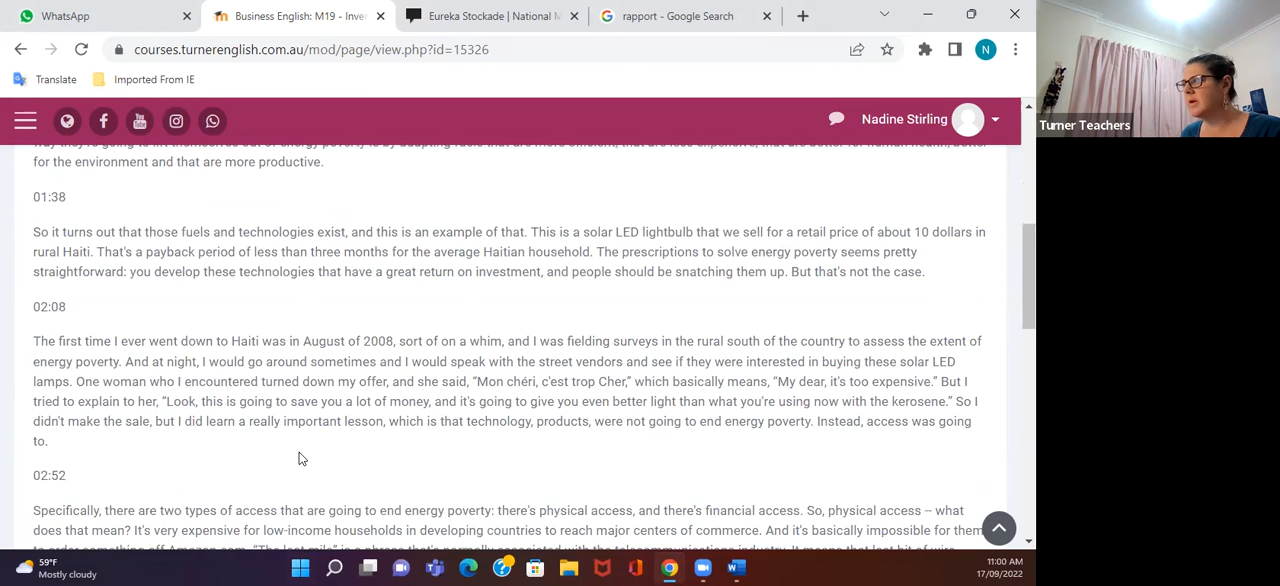 WhatsApp
Business English: M19 - Inve
Eureka Stockade | National M
rapport - Google Search
courses.turnerenglish.com.au/mod/page/view.php?id=15326
N
Translate
Imported From IE
Nadine Stirling
Turner Teachers
for the environment and that are more productive.
01:38
So it turns out that those fuels and technologies exist, and this is an example of that. This is a solar LED lightbulb that we sell for a retail price of about 10 dollars in
rural Haiti. That's a payback period of less than three months for the average Haitian household. The prescriptions to solve energy poverty seems pretty
straightforward: you develop these technologies that have a great return on investment, and people should be snatching them up. But that's not the case.
02:08
The first time I ever went down to Haiti was in August of 2008, sort of on a whim, and I was fielding surveys in the rural south of the country to assess the extent of
energy poverty. And at night, I would go around sometimes and I would speak with the street vendors and see if they were interested in buying these solar LED
lamps. One woman who I encountered turned down my offer, and she said, “Mon chéri, c'est trop Cher,” which basically means, “My dear, it's too expensive.” But I
tried to explain to her, “Look, this is going to save you a lot of money, and it's going to give you even better light than what you're using now with the kerosene.” So I
didn't make the sale, but I did learn a really important lesson, which is that technology, products, were not going to end energy poverty. Instead, access was going
to.
02:52
Specifically, there are two types of access that are going to end energy poverty: there's physical access, and there's financial access. So, physical access -- what
does that mean? It's very expensive for low-income households in developing countries to reach major centers of commerce. And it's basically impossible for them
59°F
Mostly cloudy
11:00 AM
17/09/2022